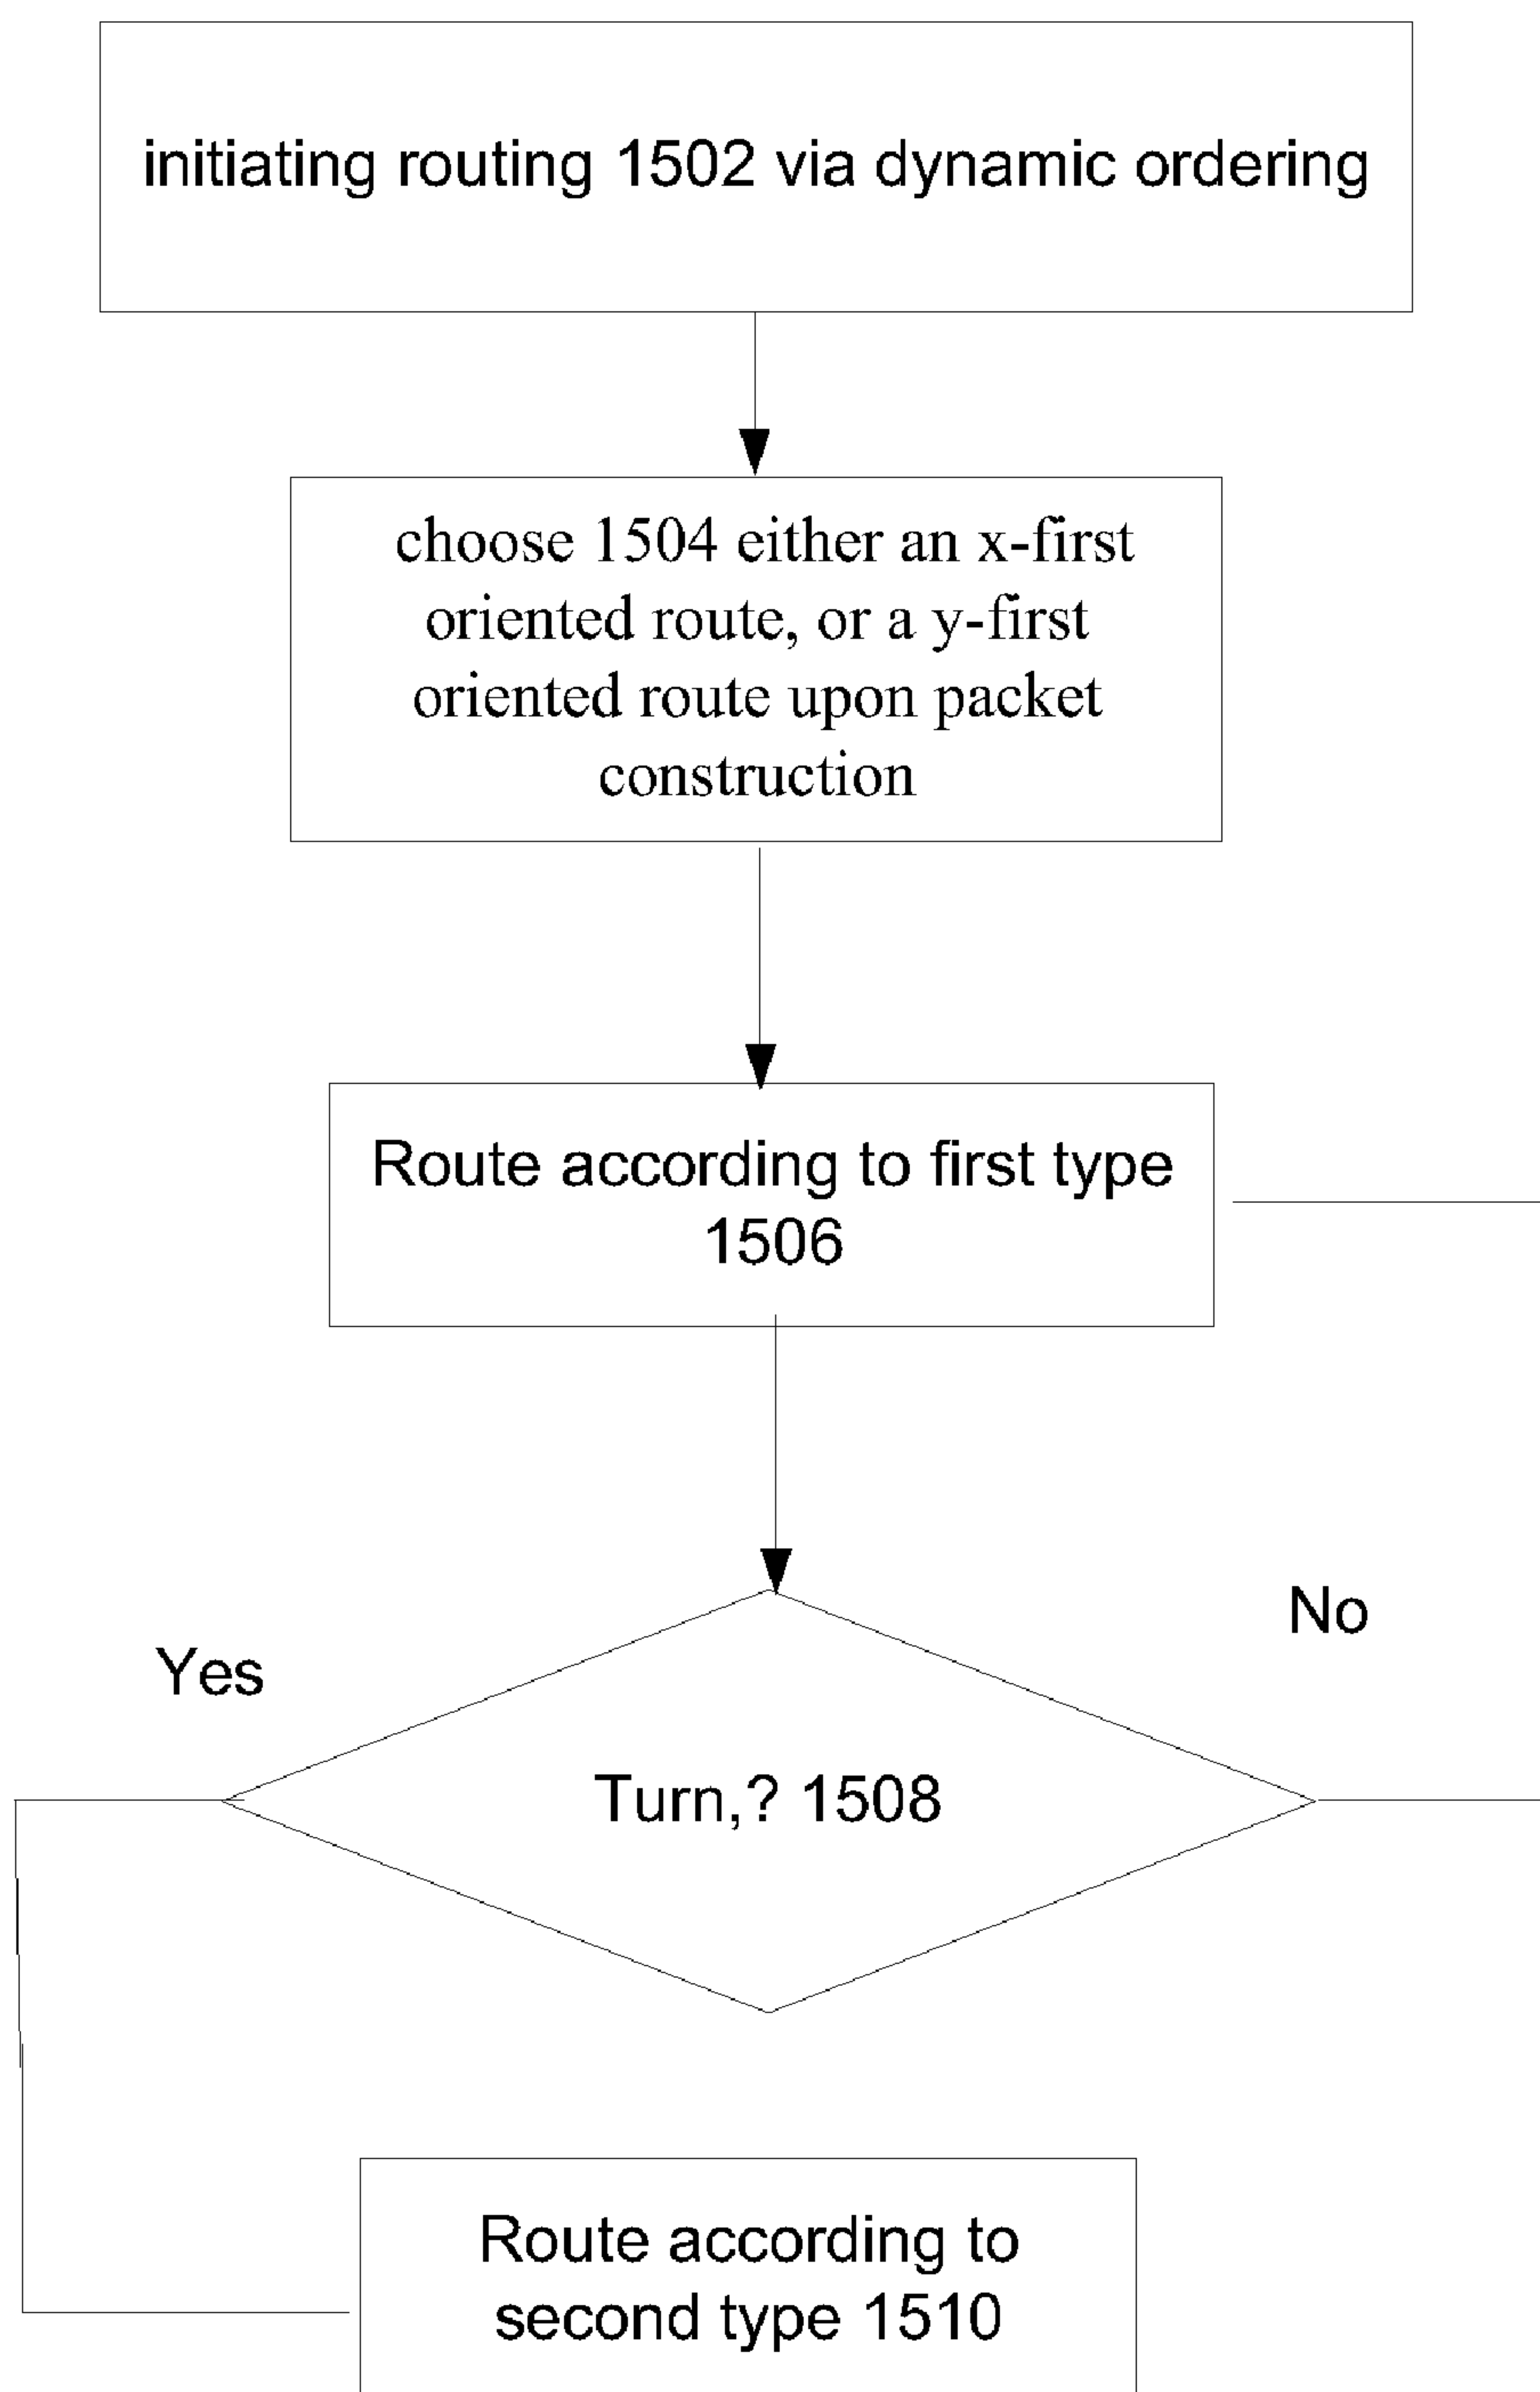 initiating routing 1502 via dynamic ordering
choose 1504 either an x-first
oriented route, or a y-first
oriented route upon packet
construction
Route according to first type
1506
No
Yes
Turn,? 1508
Route according to
second type 1510